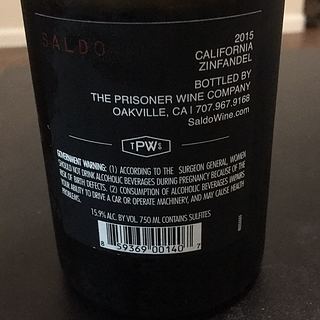 SALDO
2015
CALIFORNIA
ZINFANDEL
BOTTLED BY
THE PRISONER WINE COMPANY
OAKVILLE, CA | 707.967.9168
SaldoWine.com
TPWS
GOVERNMENT WARNING: (1) ACCORDING TO THE SURGEON GENERAL, WOMEN
SHOULD NOT DRINK ALCOHOLIC BEVERAGES DURING PREGNANCY BECAUSE OF THE
RISK OF BIRTH DEFECTS. (2) CONSUMPTION OF ALCOHOLIC BEVERAGES IMPAIRS
YOUR ABILITY TO DRIVE A CAR OR OPERATE MACHINERY, AND MAY CAUSE HEALTH
PROBLEMS.
15.9% ALC. BY VOL. 750 ML CONTAINS SULFITES
8 59369 00140 7